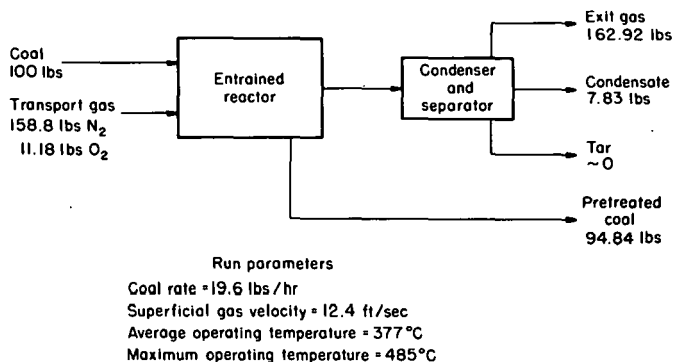 Coal
100 lbs
Transport gas
158.8 lbs N₂
11.18 lbs O₂
Entrained
reactor
Condenser
and
separator
Exit gas
162.92 lbs
Condensate
7.83 lbs
Tar
~0
Pretreated
coal
94.84 lbs
Run parameters
Coal rate = 19.6 lbs/hr
Superficial gas velocity = 12.4 ft/sec
Average operating temperature = 377°C
Maximum operating temperature = 485°C